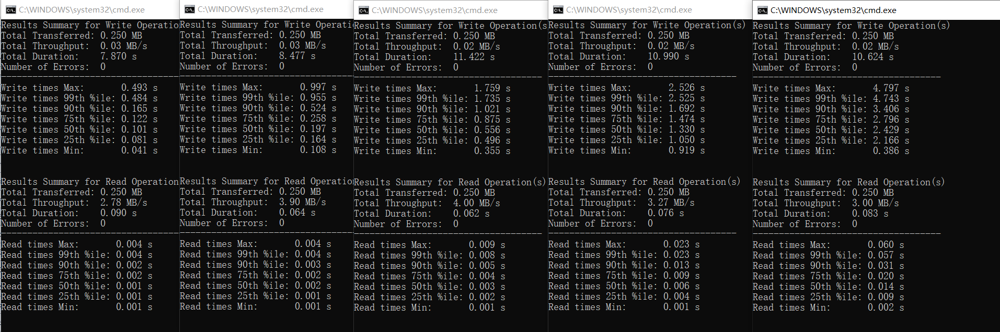 C:\WINDOWS\system32\cmd.exe
Results Summary for Write Operatio
Total Transferred: 0.250 MB
Total Throughput:  0.03 MB/s
Total Duration:    7.870 s
Number of Errors:  0
----------------------------------
Write times Max:        0.493 s
Write times 99th %ile: 0.484 s
Write times 90th %ile: 0.165 s
Write times 75th %ile: 0.122 s
Write times 50th %ile: 0.101 s
Write times 25th %ile: 0.081 s
Write times Min:        0.041 s
Results Summary for Read Operation
Total Transferred: 0.250 MB
Total Throughput:  2.78 MB/s
Total Duration:    0.090 s
Number of Errors:  0
----------------------------------
Read times Max:       0.004 s
Read times 99th %ile: 0.004 s
Read times 90th %ile: 0.002 s
Read times 75th %ile: 0.002 s
Read times 50th %ile: 0.001 s
Read times 25th %ile: 0.001 s
Read times Min:       0.001 s
C:\WINDOWS\system32\cmd.exe
Results Summary for Write Operati
Total Transferred: 0.250 MB
Total Throughput:  0.03 MB/s
Total Duration:    8.477 s
Number of Errors:  0
---------------------------------
Write times Max:        0.997 s
Write times 99th %ile: 0.955 s
Write times 90th %ile: 0.524 s
Write times 75th %ile: 0.258 s
Write times 50th %ile: 0.197 s
Write times 25th %ile: 0.164 s
Write times Min:        0.108 s
Results Summary for Read Operatio
Total Transferred: 0.250 MB
Total Throughput:  3.90 MB/s
Total Duration:    0.064 s
Number of Errors:  0
---------------------------------
Read times Max:       0.004 s
Read times 99th %ile: 0.004 s
Read times 90th %ile: 0.003 s
Read times 75th %ile: 0.002 s
Read times 50th %ile: 0.002 s
Read times 25th %ile: 0.001 s
Read times Min:       0.001 s
C:\WINDOWS\system32\cmd.exe
Results Summary for Write Operation(s
Total Transferred: 0.250 MB
Total Throughput:  0.02 MB/s
Total Duration:    11.422 s
Number of Errors:  0
------------------------------------
Write times Max:        1.759 s
Write times 99th %ile: 1.735 s
Write times 90th %ile: 1.021 s
Write times 75th %ile: 0.875 s
Write times 50th %ile: 0.556 s
Write times 25th %ile: 0.496 s
Write times Min:        0.355 s
Results Summary for Read Operation(s)
Total Transferred: 0.250 MB
Total Throughput:  4.00 MB/s
Total Duration:    0.062 s
Number of Errors:  0
------------------------------------
Read times Max:       0.009 s
Read times 99th %ile: 0.008 s
Read times 90th %ile: 0.005 s
Read times 75th %ile: 0.004 s
Read times 50th %ile: 0.003 s
Read times 25th %ile: 0.002 s
Read times Min:       0.001 s
C:\WINDOWS\system32\cmd.exe
Results Summary for Write Operation(s)
Total Transferred: 0.250 MB
Total Throughput:  0.02 MB/s
Total Duration:    10.990 s
Number of Errors:  0
------------------------------------
Write times Max:        2.526 s
Write times 99th %ile: 2.525 s
Write times 90th %ile: 1.692 s
Write times 75th %ile: 1.474 s
Write times 50th %ile: 1.330 s
Write times 25th %ile: 1.050 s
Write times Min:        0.919 s
Results Summary for Read Operation(s)
Total Transferred: 0.250 MB
Total Throughput:  3.27 MB/s
Total Duration:    0.076 s
Number of Errors:  0
------------------------------------
Read times Max:       0.023 s
Read times 99th %ile: 0.023 s
Read times 90th %ile: 0.013 s
Read times 75th %ile: 0.009 s
Read times 50th %ile: 0.006 s
Read times 25th %ile: 0.004 s
Read times Min:       0.001 s
C:\WINDOWS\system32\cmd.exe
Results Summary for Write Operation(s)
Total Transferred: 0.250 MB
Total Throughput:  0.02 MB/s
Total Duration:    10.624 s
Number of Errors:  0
------------------------------------
Write times Max:        4.797 s
Write times 99th %ile: 4.743 s
Write times 90th %ile: 3.406 s
Write times 75th %ile: 2.796 s
Write times 50th %ile: 2.429 s
Write times 25th %ile: 2.166 s
Write times Min:        0.386 s
Results Summary for Read Operation(s)
Total Transferred: 0.250 MB
Total Throughput:  3.00 MB/s
Total Duration:    0.083 s
Number of Errors:  0
------------------------------------
Read times Max:       0.060 s
Read times 99th %ile: 0.057 s
Read times 90th %ile: 0.031 s
Read times 75th %ile: 0.020 s
Read times 50th %ile: 0.014 s
Read times 25th %ile: 0.009 s
Read times Min:       0.002 s